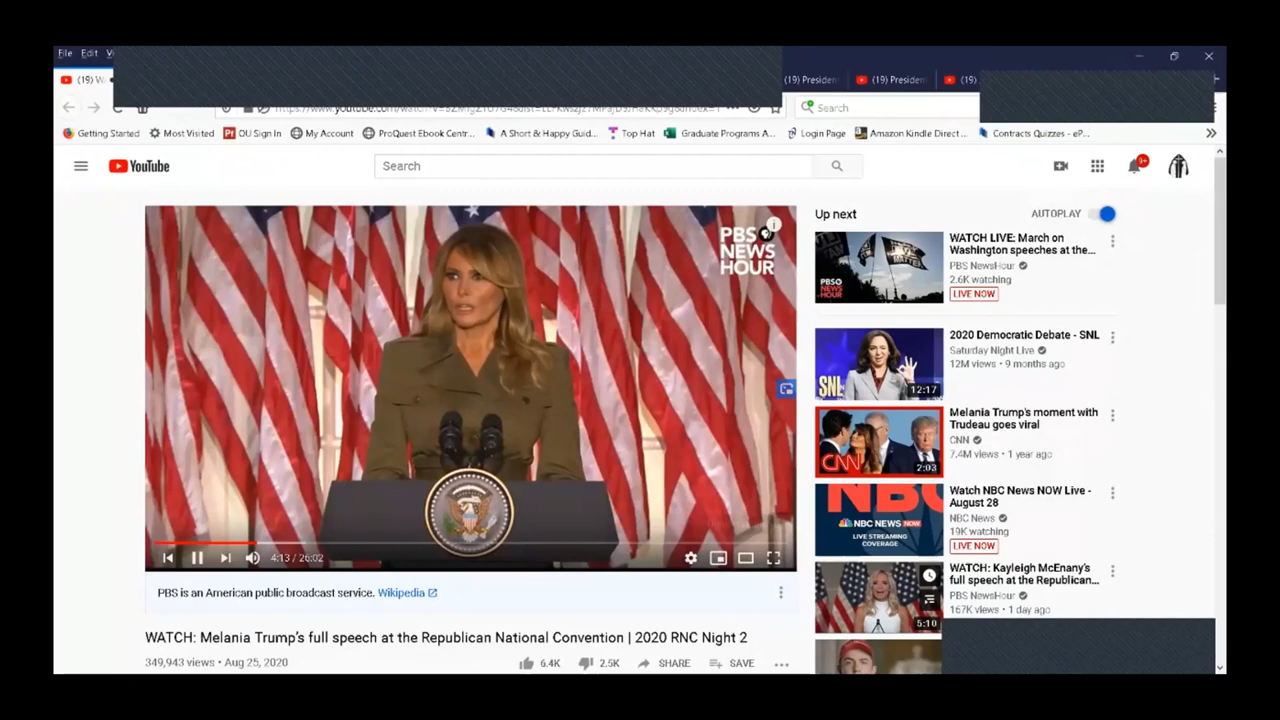 File Edit
(19) W
(19) Presiden
(19) Presiden
(19)
Search
Getting Started
Most Visited
OU Sign In
My Account
ProQuest Ebook Centr...
A Short & Happy Guid...
Top Hat
Graduate Programs A...
Login Page
Amazon Kindle Direct ...
Contracts Quizzes - eP...
YouTube
Search
9+
PBS
NEWS
HOUR
4:13 / 26:02
PBS is an American public broadcast service. Wikipedia
WATCH: Melania Trump's full speech at the Republican National Convention | 2020 RNC Night 2
349,943 views • Aug 25, 2020
6.4K
2.5K
SHARE
SAVE
Up next
AUTOPLAY
PBS
NEWS
HOUR
WATCH LIVE: March on
Washington speeches at the...
PBS NewsHour
2.6K watching
LIVE NOW
SNL
12:17
2020 Democratic Debate - SNL
Saturday Night Live
12M views • 9 months ago
CNN
2:03
Melania Trump's moment with
Trudeau goes viral
CNN
7.4M views • 1 year ago
NBC
NBC NEWS NOW
LIVE STREAMING
COVERAGE
Watch NBC News NOW Live -
August 28
NBC News
19K watching
LIVE NOW
5:10
WATCH: Kayleigh McEnany's
full speech at the Republican...
PBS NewsHour
167K views • 1 day ago